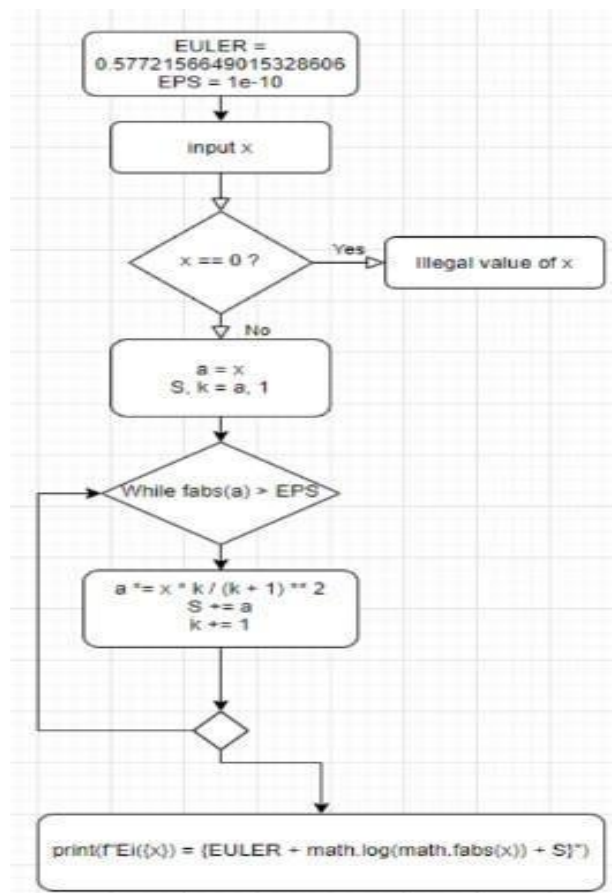 EULER =
0.5772156649015328606
EPS = 1e-10
input x
x == 0 ?
Yes
Illegal value of x
No
a = x
S, k = a, 1
While fabs(a) > EPS
a *= x * k / (k + 1) ** 2
S += a
k += 1
print(f"Ei({x}) = {EULER + math.log(math.fabs(x)) + S}")